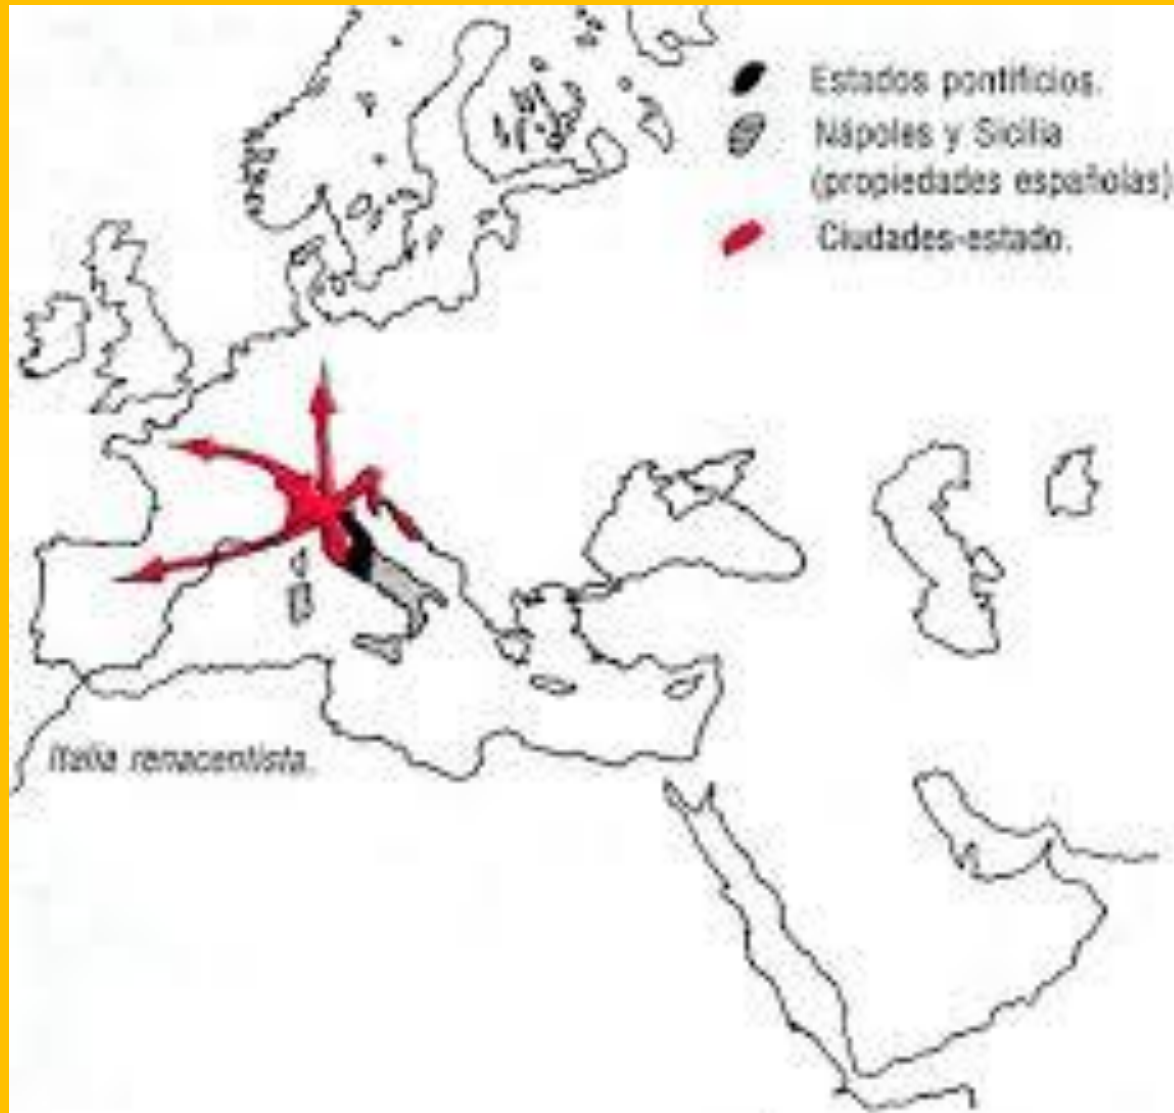 Estados pontificios.
Nápoles y Sicilia
(propiedades españolas)
Ciudades-estado.
Italia renacentista.